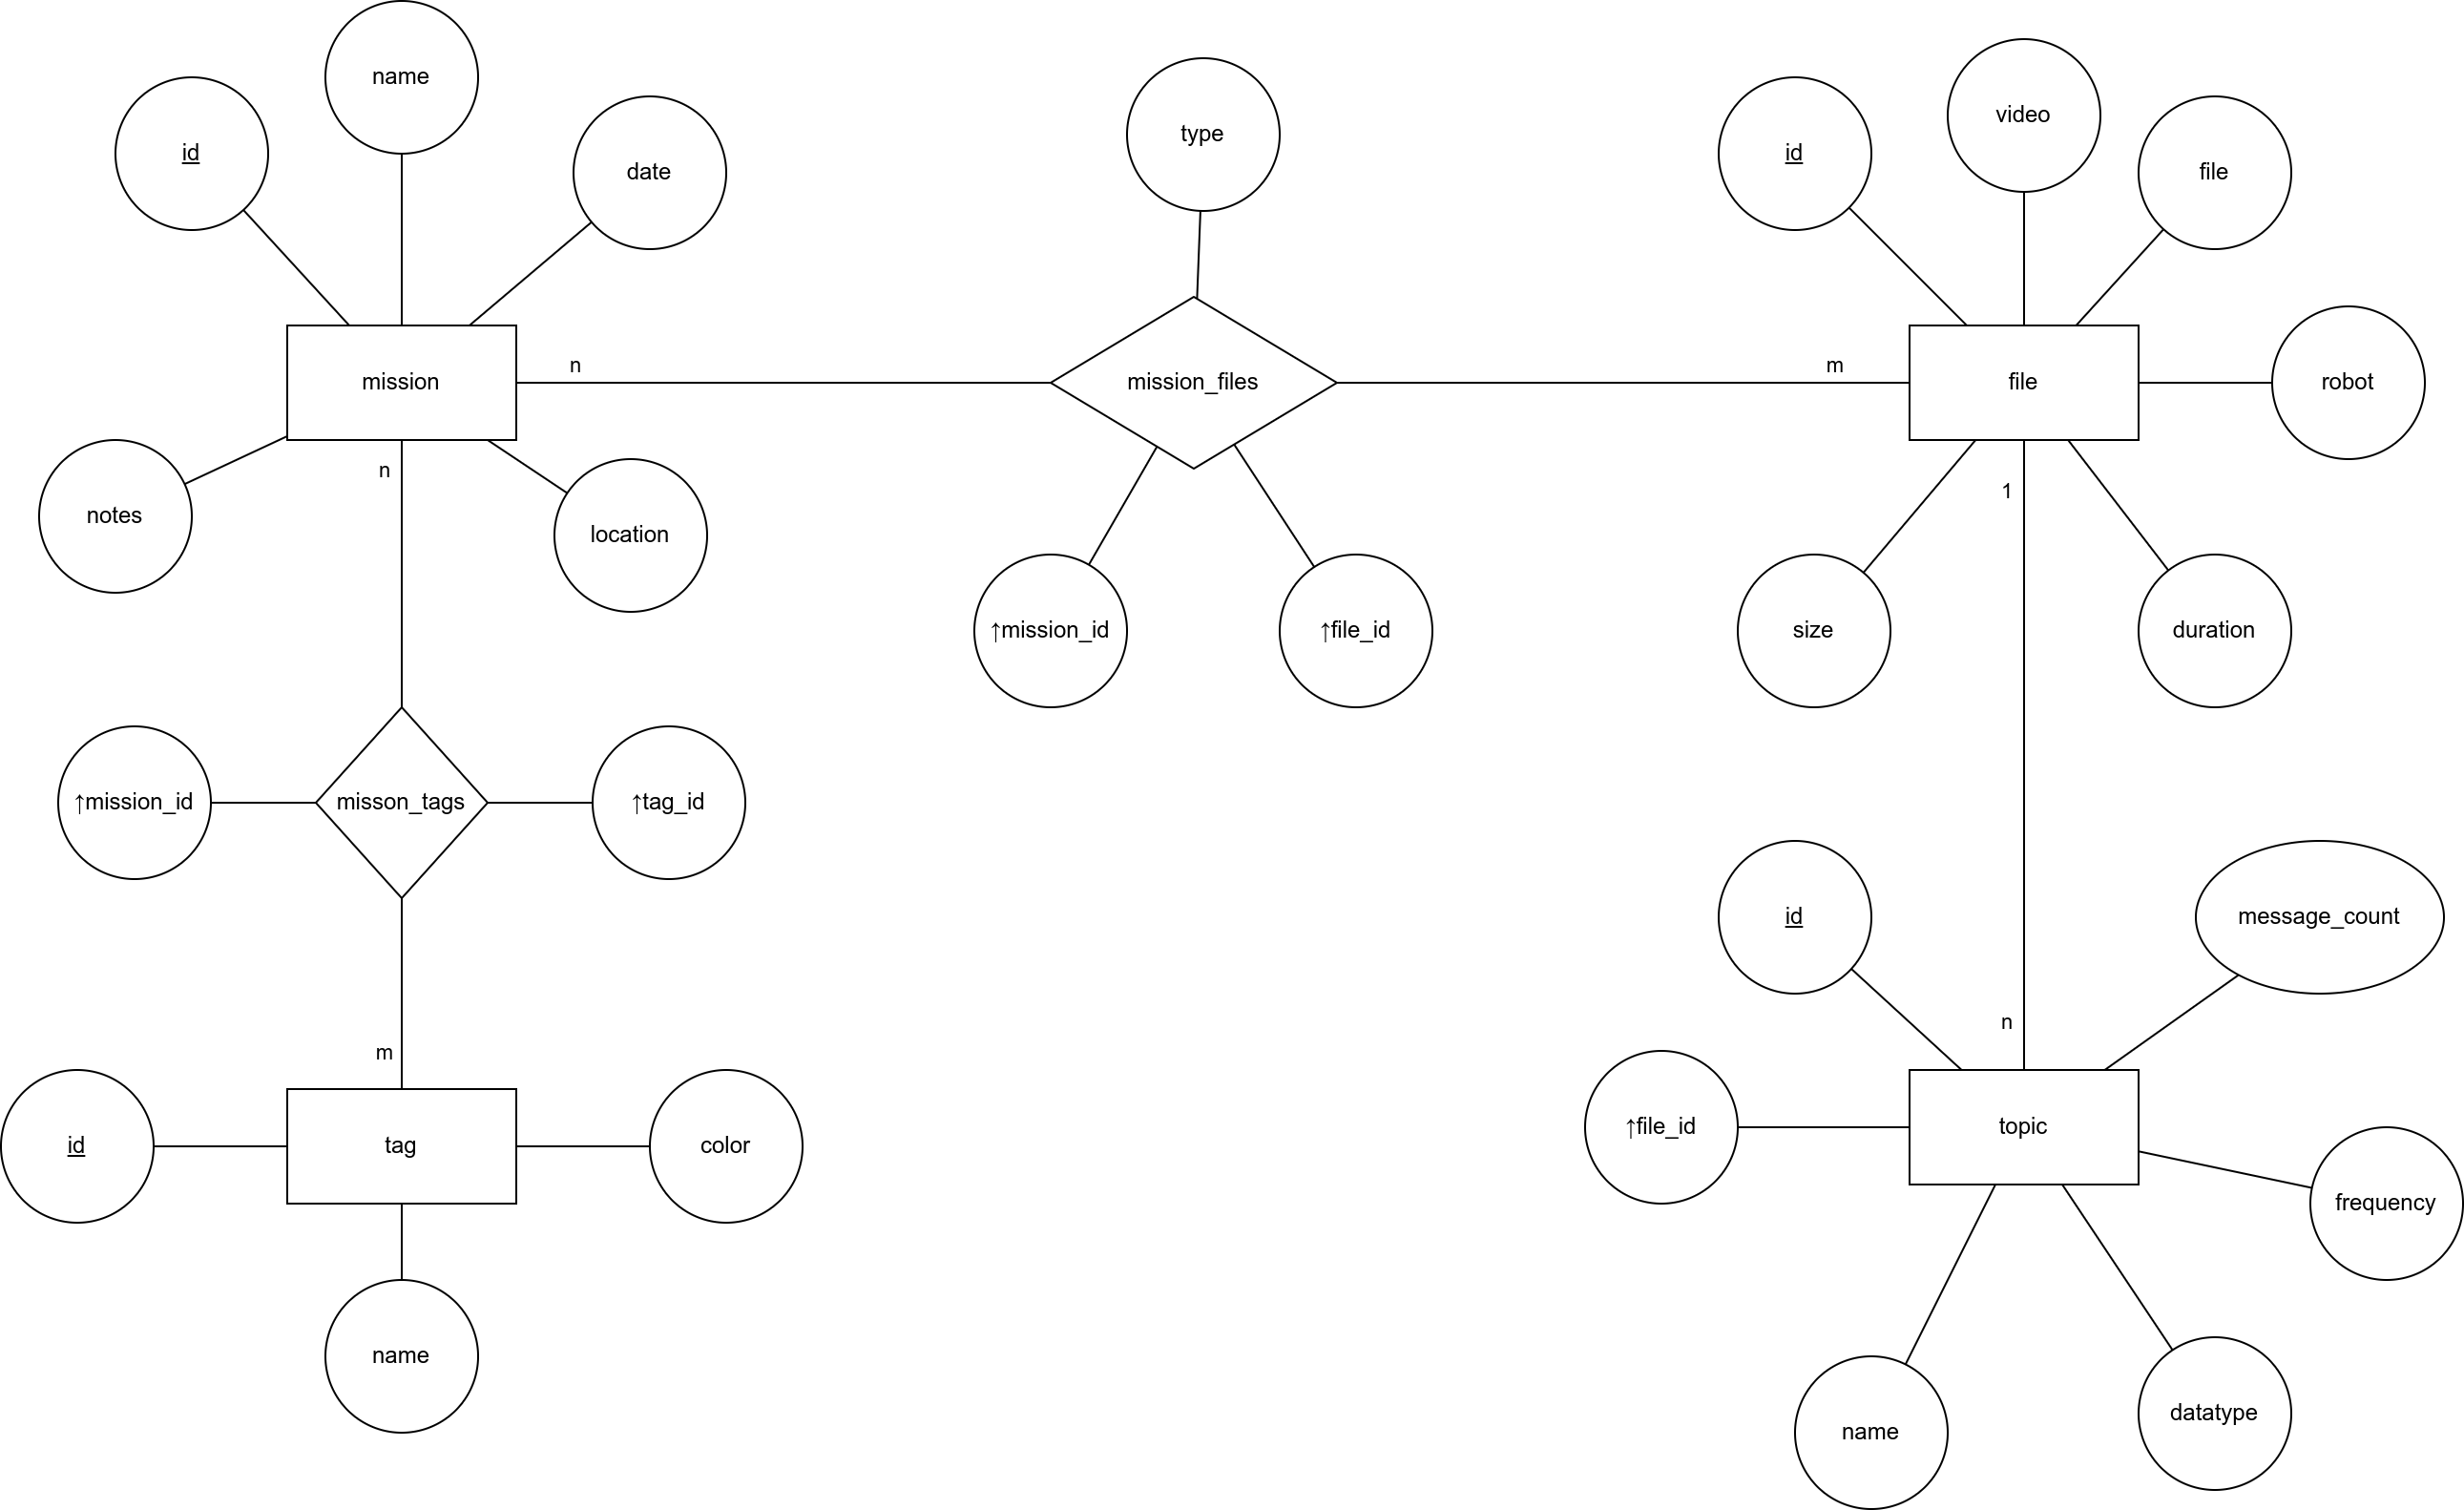 name
id
date
type
id
video
file
mission
n
mission_files
m
file
robot
notes
n
location
1
↑mission_id
↑file_id
size
duration
↑mission_id
misson_tags
↑tag_id
id
message_count
m
n
id
tag
color
↑file_id
topic
frequency
name
name
datatype